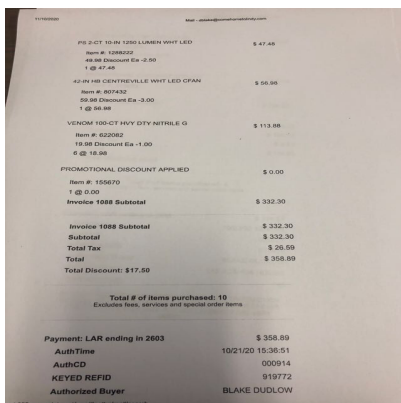 11/10/2020
PS 2-CT 10-IN 1250 LUMEN WHT LED $ 47.48
Item #: 1288222
49.98 Discount Ea -2.50
1 @ 47.48
42-IN HB CENTREVILLE WHT LED CFAN $ 56.98
Item #: 807432
59.98 Discount Ea -3.00
1 @ 56.98
VENOM 100-CT HVY DTY NITRILE G $ 113.88
Item #: 622082
19.98 Discount Ea -1.00
6 @ 18.98
PROMOTIONAL DISCOUNT APPLIED $ 0.00
Item #: 155670
1 @ 0.00
Invoice 1088 Subtotal $ 332.30
Invoice 1088 Subtotal $ 332.30
Subtotal $ 332.30
Total Tax $ 26.59
Total $ 358.89
Total Discount: $17.50
Total # of items purchased: 10
Excludes fees, services and special order items
Payment: LAR ending in 2603 $ 358.89
AuthTime 10/21/20 15:36:51
AuthCD 000914
KEYED REFID 919772
Authorized Buyer BLAKE DUDLOW